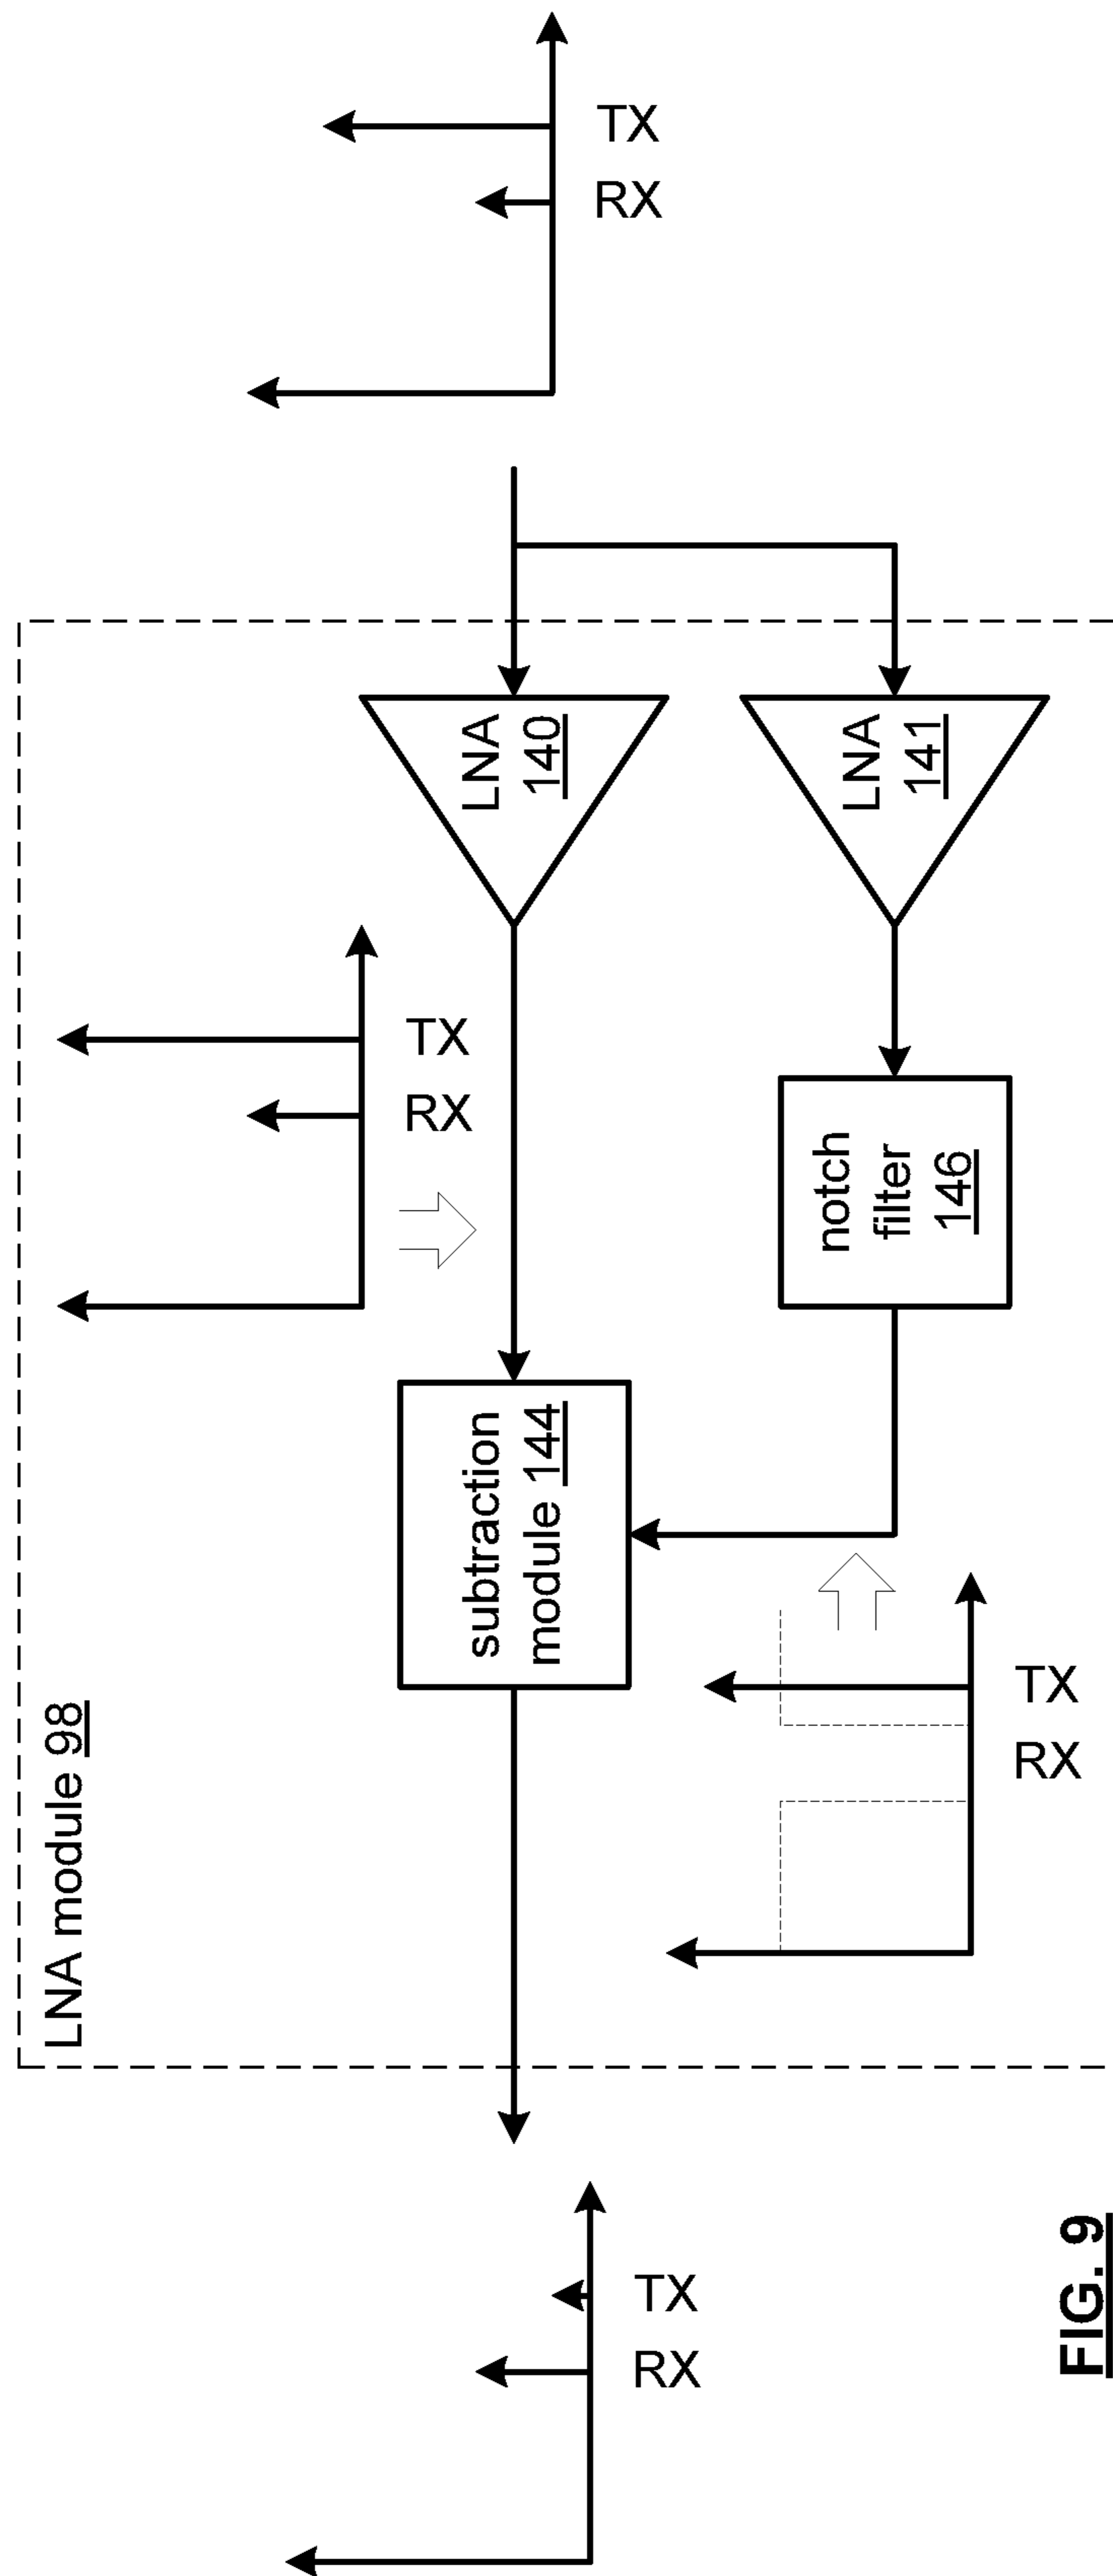 LNA module 98
TX
RX
TX
RX
LNA
140
LNA
141
subtraction
module 144
notch
filter
146
RX TX
RX TX
FIG. 9